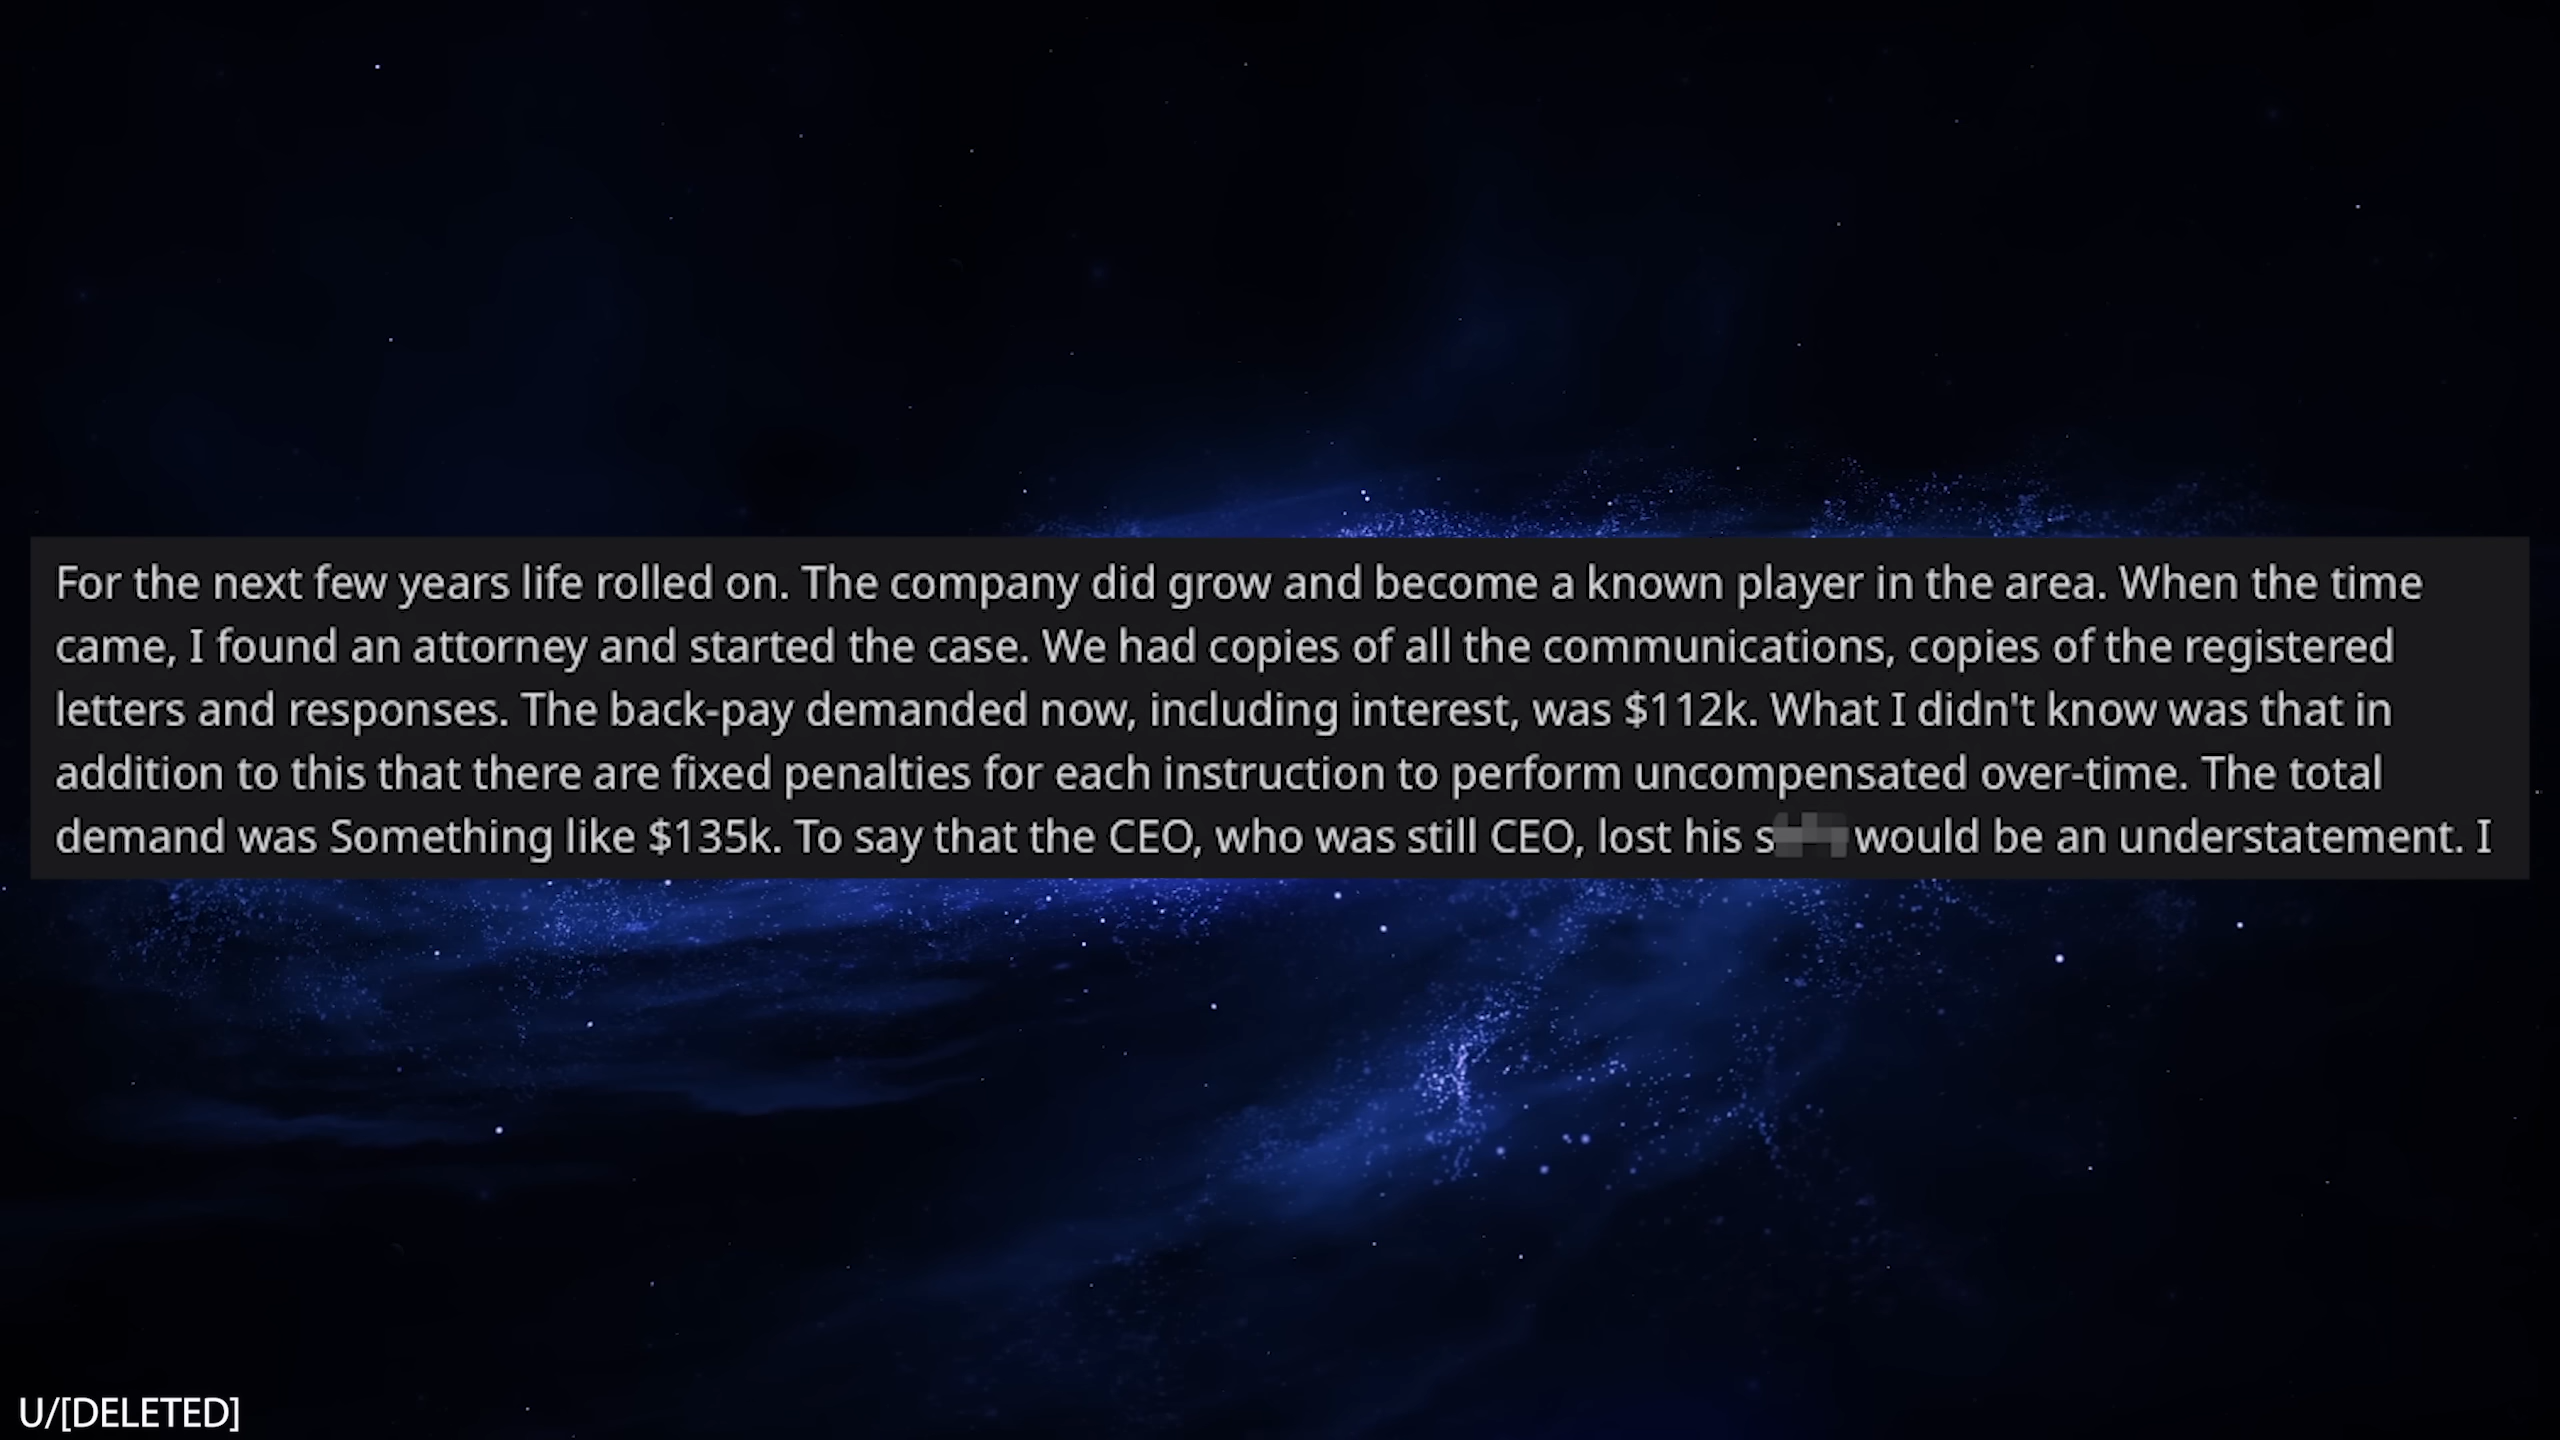 For the next few years life rolled on. The company did grow and become a known player in the area. When the time
came, I found an attorney and started the case. We had copies of all the communications, copies of the registered
letters and responses. The back-pay demanded now, including interest, was $112k. What I didn't know was that in
addition to this that there are fixed penalties for each instruction to perform uncompensated over-time. The total
demand was Something like $135k. To say that the CEO, who was still CEO, lost his s would be an understatement. I
U/[DELETED]